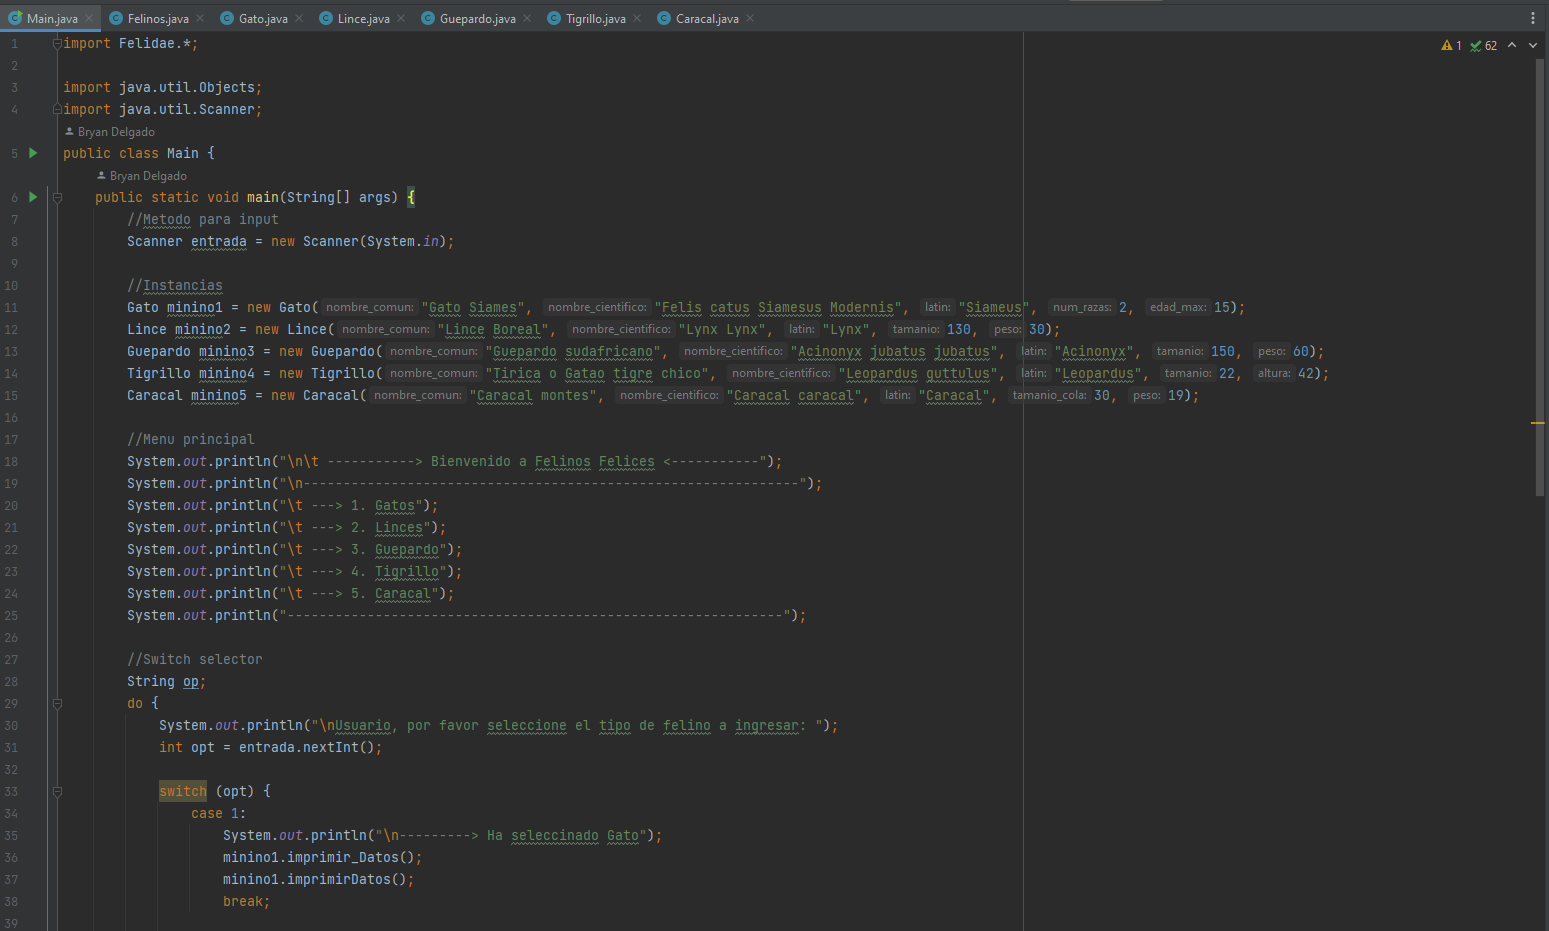 Main.java Felinos.java Gato.java Lince.java Guepardo.java Tigrillo.java Caracal.java
1 62
1 import Felidae.*;
2
3 import java.util.Objects;
4 import java.util.Scanner;
Bryan Delgado
5 public class Main {
Bryan Delgado
6 public static void main(String[] args) {
7 //Metodo para input
8 Scanner entrada = new Scanner(System.in);
9
10 //Instancias
11 Gato minino1 = new Gato( nombre_comun: "Gato Siames", nombre_cientifico: "Felis catus Siamesus Modernis", latin: "Siameus", num_razas: 2, edad_max: 15);
12 Lince minino2 = new Lince( nombre_comun: "Lince Boreal", nombre_cientifico: "Lynx Lynx", latin: "Lynx", tamanio: 130, peso: 30);
13 Guepardo minino3 = new Guepardo( nombre_comun: "Guepardo sudafricano", nombre_cientifico: "Acinonyx jubatus jubatus", latin: "Acinonyx", tamanio: 150, peso: 60);
14 Tigrillo minino4 = new Tigrillo( nombre_comun: "Tirica o Gatao tigre chico", nombre_cientifico: "Leopardus guttulus", latin: "Leopardus", tamanio: 22, altura: 42);
15 Caracal minino5 = new Caracal( nombre_comun: "Caracal montes", nombre_cientifico: "Caracal caracal", latin: "Caracal", tamanio_cola: 30, peso: 19);
16
17 //Menu principal
18 System.out.println("\n\t -----------> Bienvenido a Felinos Felices <-----------");
19 System.out.println("\n--------------------------------------------------------------");
20 System.out.println("\t ---> 1. Gatos");
21 System.out.println("\t ---> 2. Linces");
22 System.out.println("\t ---> 3. Guepardo");
23 System.out.println("\t ---> 4. Tigrillo");
24 System.out.println("\t ---> 5. Caracal");
25 System.out.println("--------------------------------------------------------------");
26
27 //Switch selector
28 String op;
29 do {
30 System.out.println("\nUsuario, por favor seleccione el tipo de felino a ingresar: ");
31 int opt = entrada.nextInt();
32
33 switch (opt) {
34 case 1:
35 System.out.println("\n---------> Ha seleccinado Gato");
36 minino1.imprimir_Datos();
37 minino1.imprimirDatos();
38 break;
39